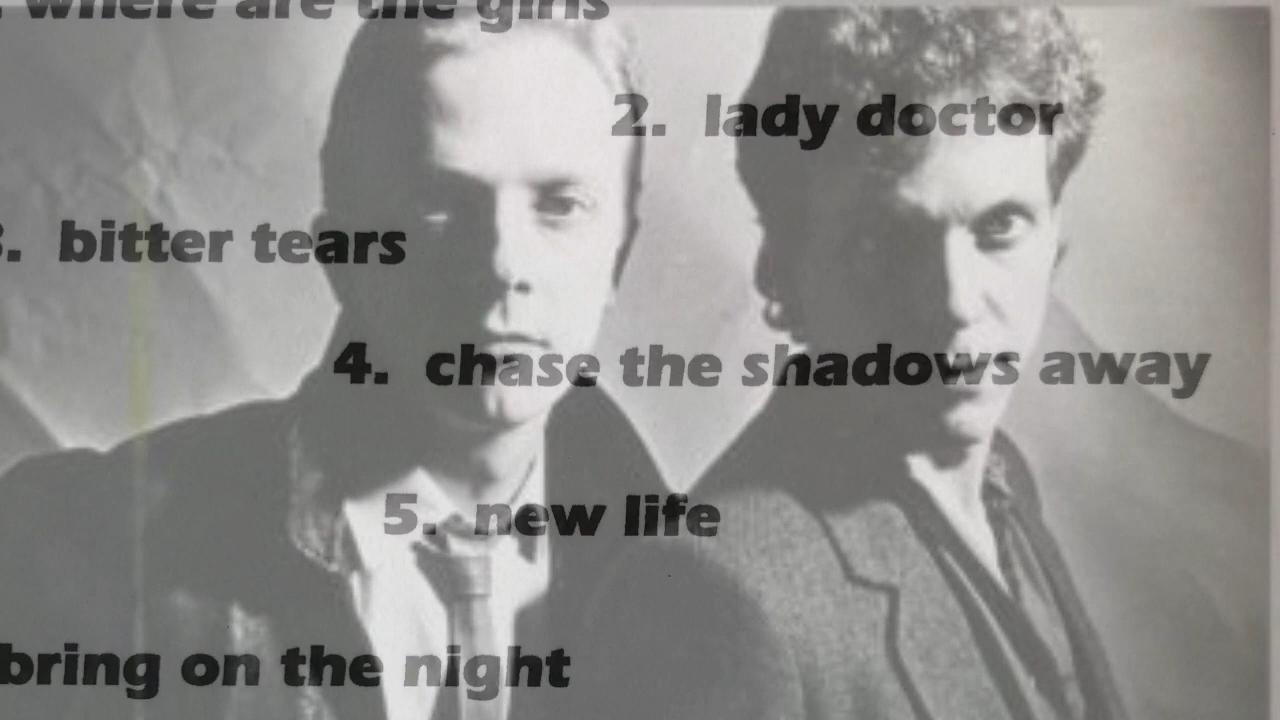 where are the girls
2. lady doctor
3. bitter tears
4. chase the shadows away
5. new life
bring on the night